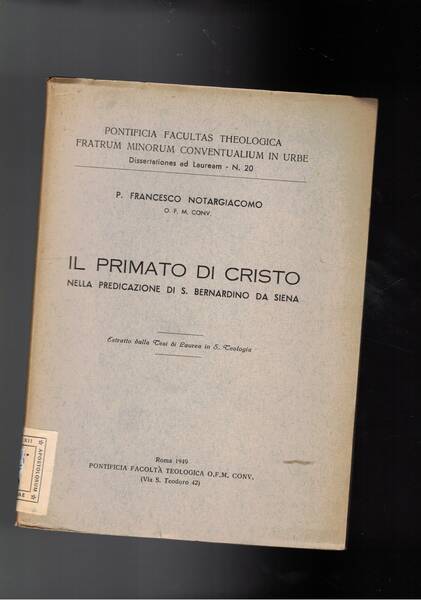 PONTIFICIA FACULTAS THEOLOGICA
FRATRUM MINORUM CONVENTUALIUM IN URBE
Dissertationes ad Lauream - N. 20
P. FRANCESCO NOTARGIACOMO
O. F. M. CONV.
IL PRIMATO DI CRISTO
NELLA PREDICAZIONE DI S. BERNARDINO DA SIENA
Estratto dalla Tesi di Laurea in S. Teologia
Roma 1949
PONTIFICIA FACOLTÀ TEOLOGICA O.F.M. CONV.
(Via S. Teodoro 42)
APOSTOLORUM